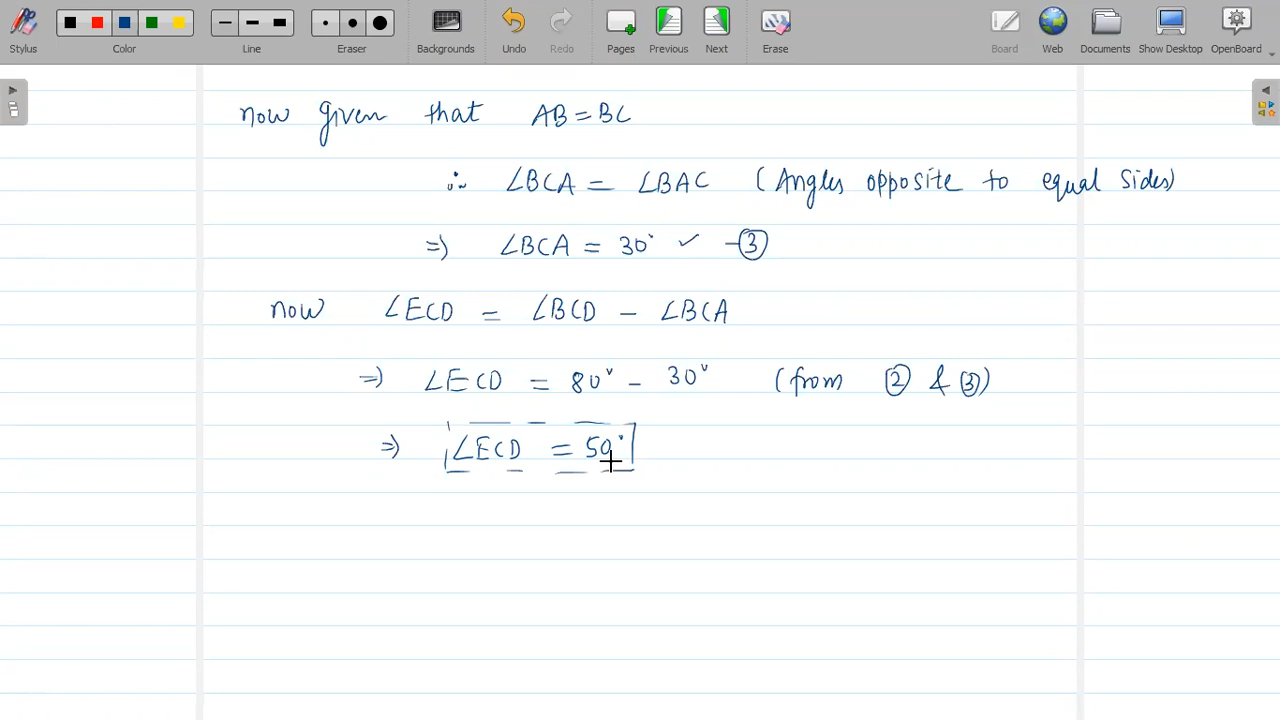 Stylus Color Line Eraser Backgrounds Undo Redo Pages Previous Next Erase Board Web Documents Show Desktop OpenBoard
now given that AB = BC
∴ ∠BCA = ∠BAC (Angles opposite to equal sides)
⇒ ∠BCA = 30° ✓ -③
now ∠ECD = ∠BCD - ∠BCA
⇒ ∠ECD = 80° - 30° (from ② & ③)
⇒ ∠ECD = 50°